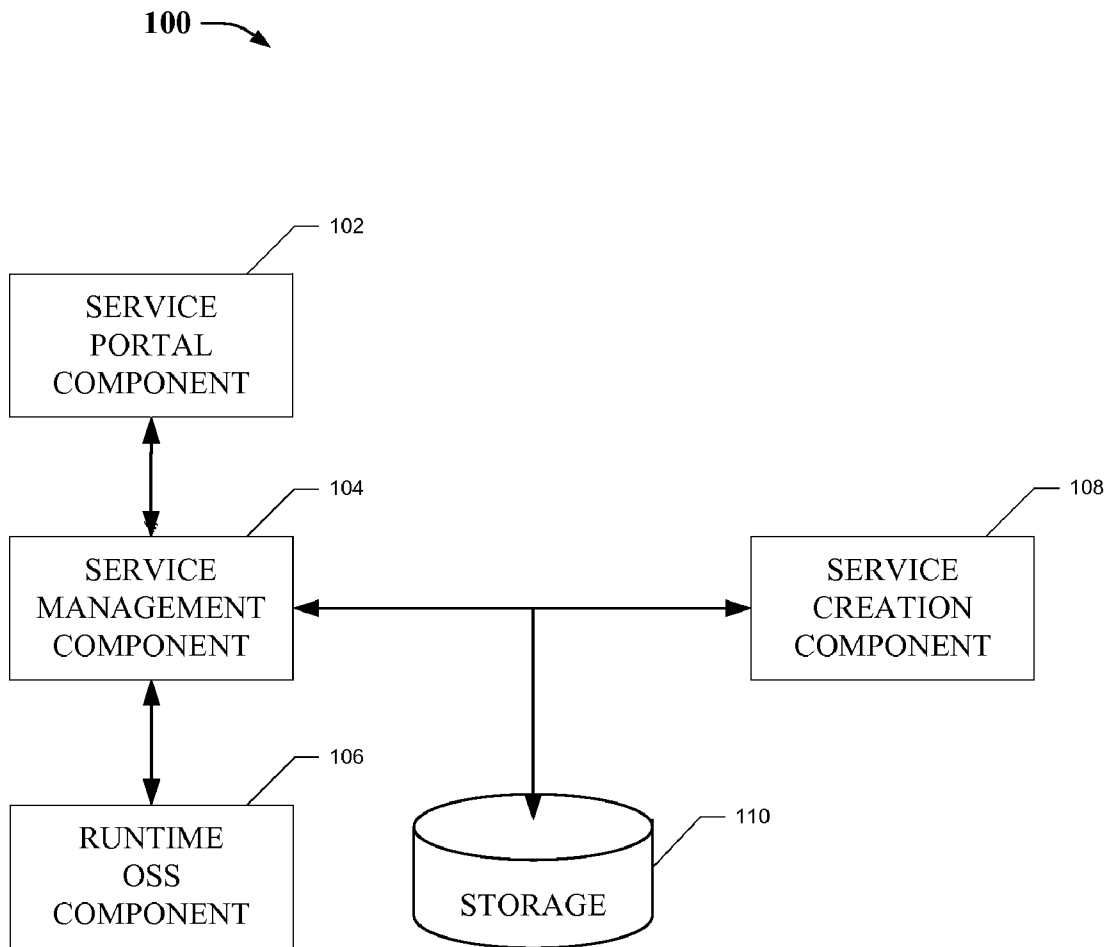 100
102
SERVICE
PORTAL
COMPONENT
104
SERVICE
MANAGEMENT
COMPONENT
108
SERVICE
CREATION
COMPONENT
106
RUNTIME
OSS
COMPONENT
110
STORAGE